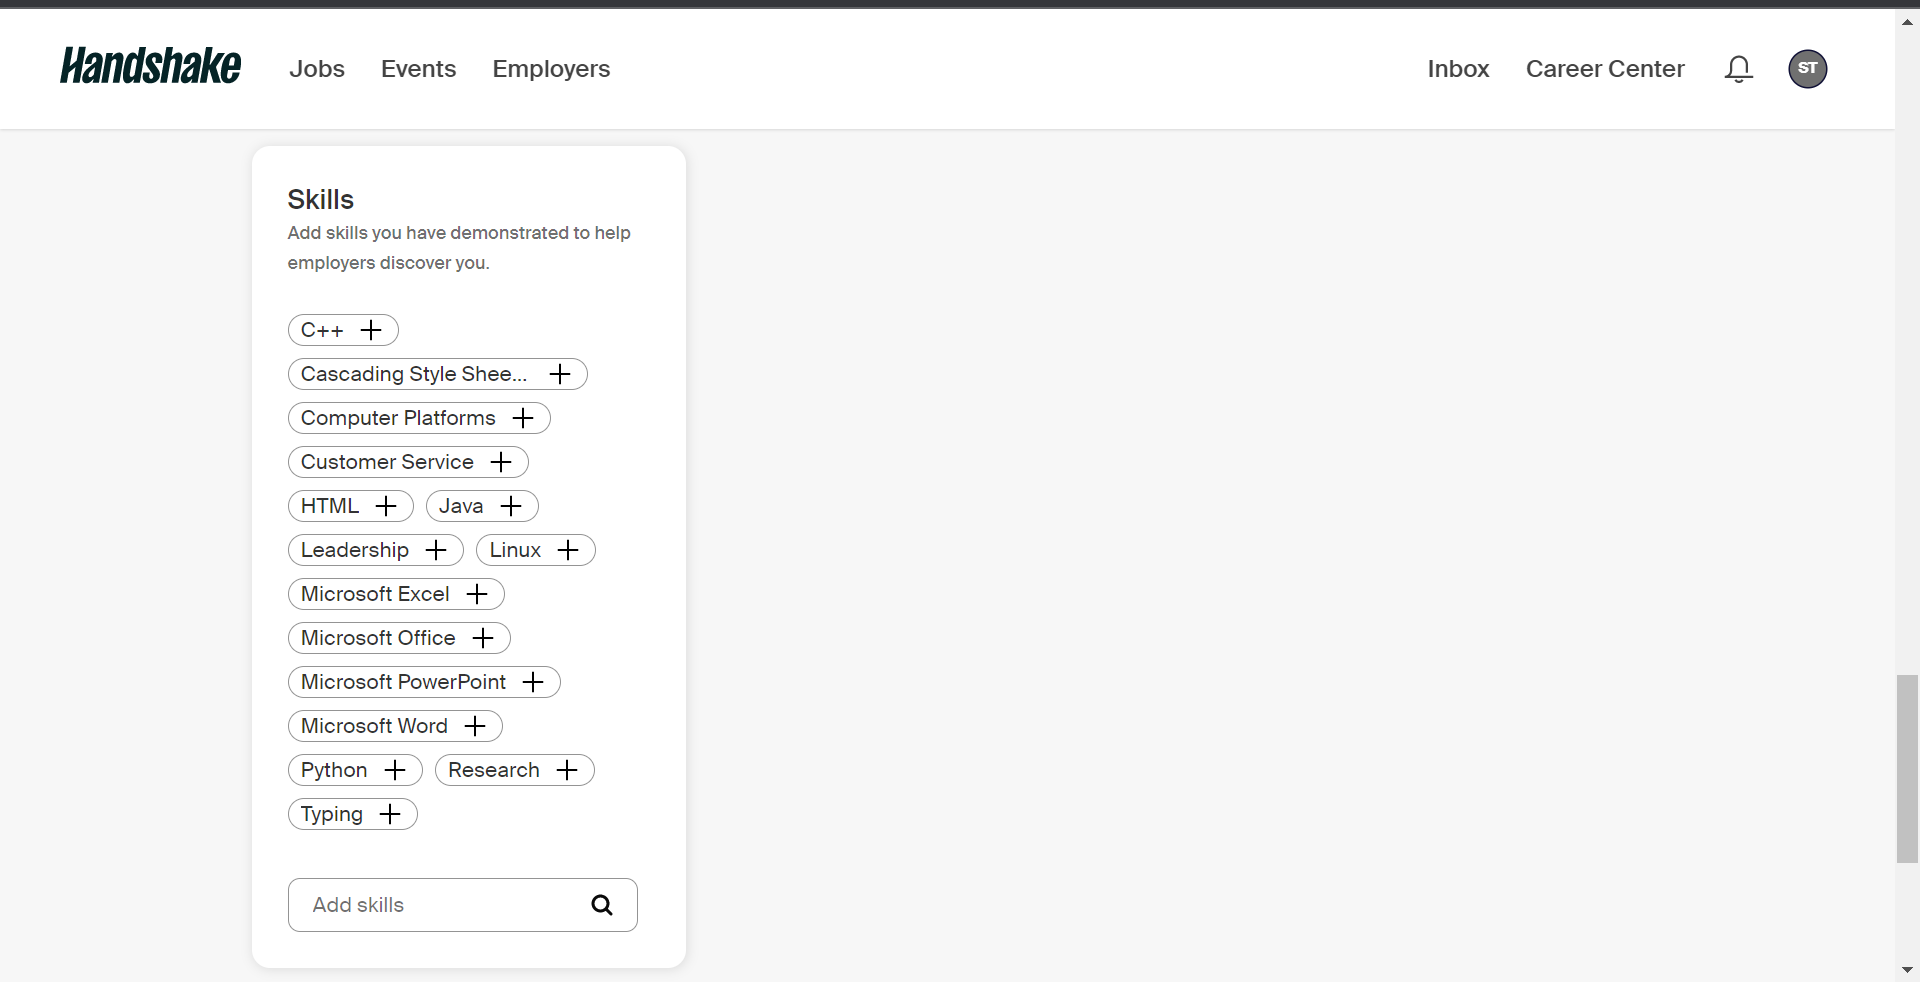 Handshake Jobs Events Employers Inbox Career Center ST
Skills
Add skills you have demonstrated to help
employers discover you.
C++
Cascading Style Shee...
Computer Platforms
Customer Service
HTML Java
Leadership Linux
Microsoft Excel
Microsoft Office
Microsoft PowerPoint
Microsoft Word
Python Research
Typing
Add skills